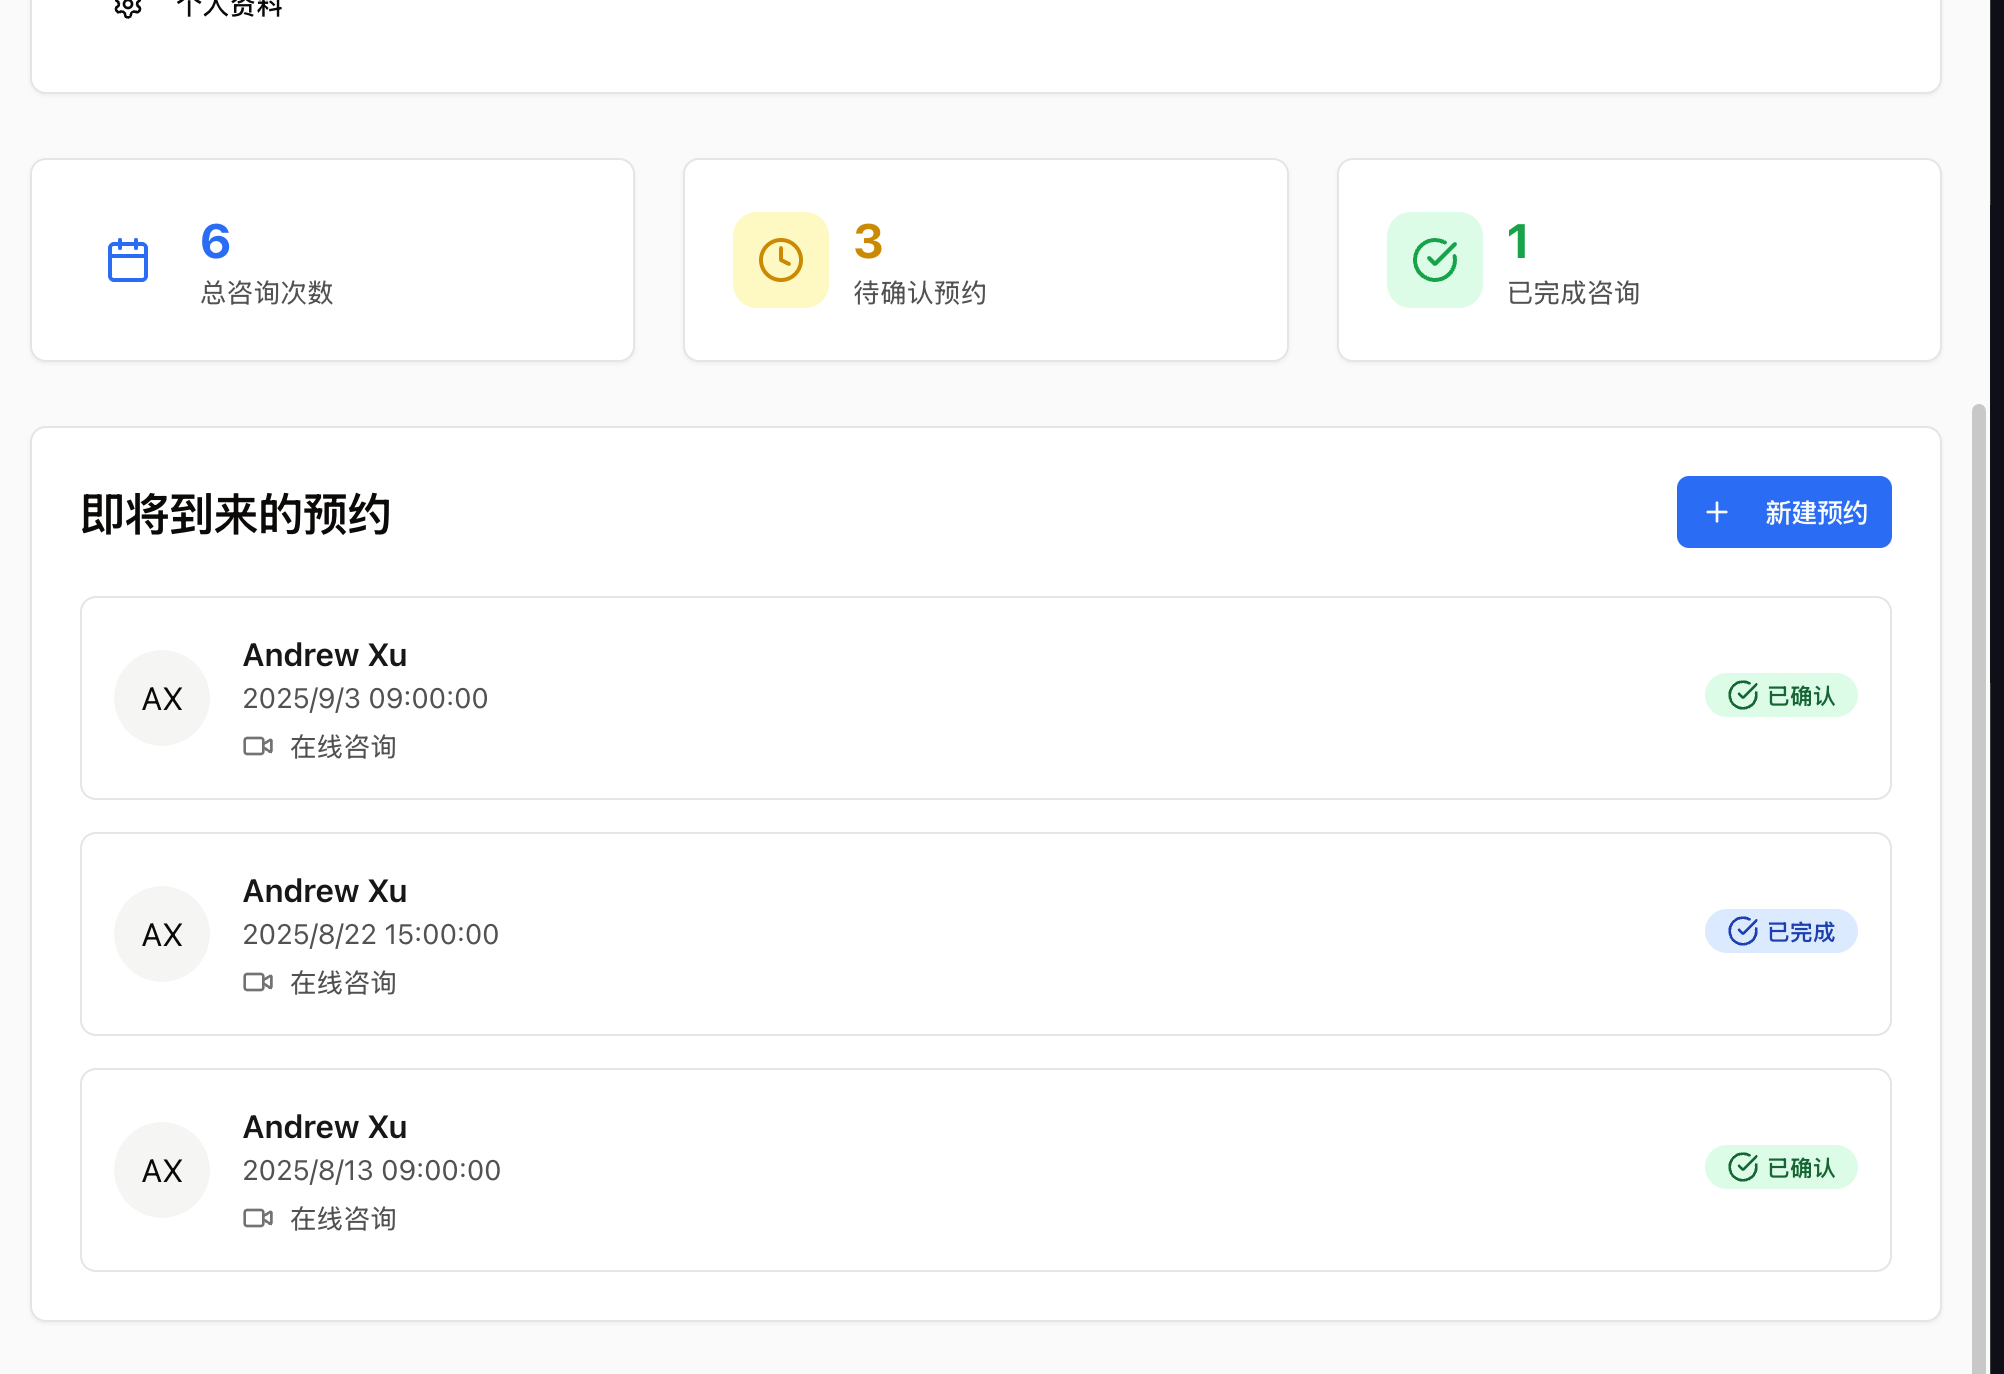 个人资料
6
总咨询次数
3
待确认预约
1
已完成咨询
即将到来的预约
新建预约
AX
Andrew Xu
2025/9/3 09:00:00
在线咨询
已确认
AX
Andrew Xu
2025/8/22 15:00:00
在线咨询
已完成
AX
Andrew Xu
2025/8/13 09:00:00
在线咨询
已确认